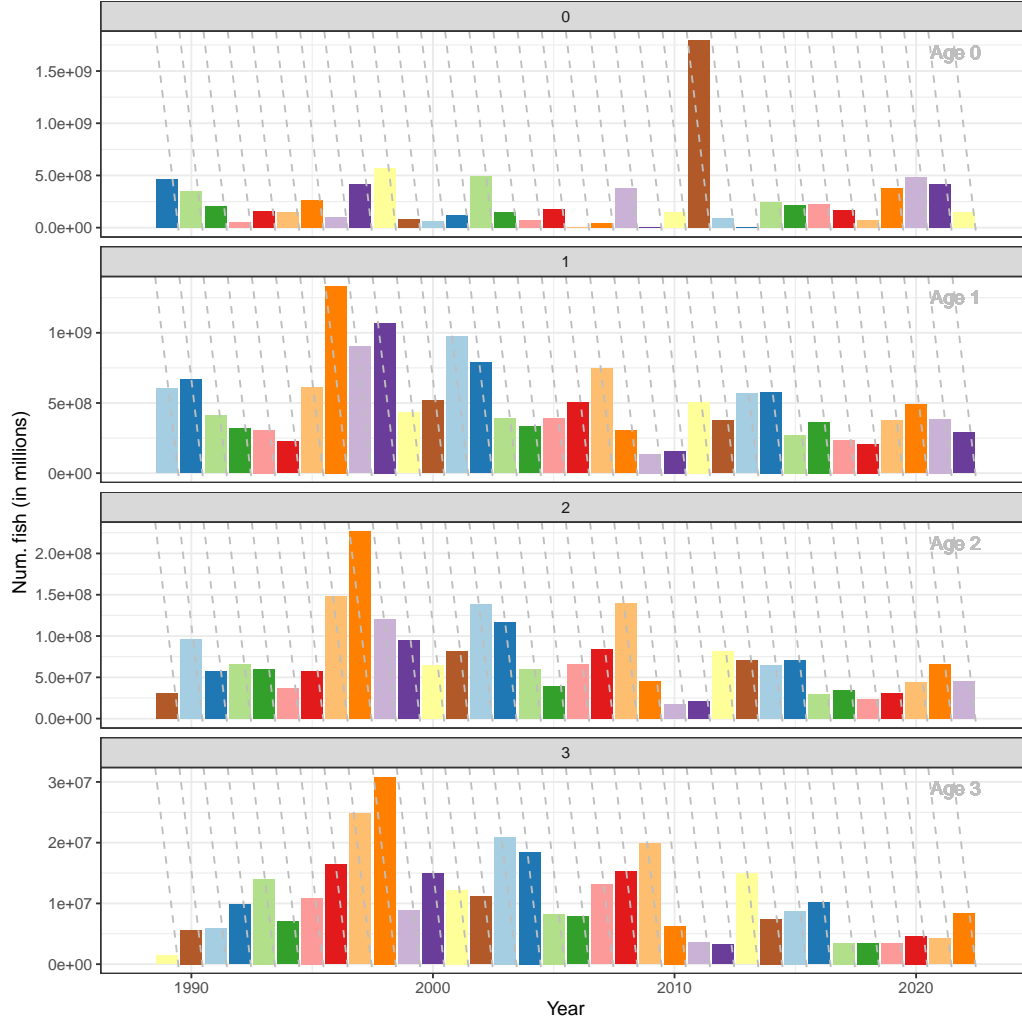 0
Age 0
1.5e+09
1.0e+09
5.0e+08
0.0e+00
1
Age 1
1e+09
5e+08
0e+00
2
Age 2
2.0e+08
1.5e+08
1.0e+08
5.0e+07
0.0e+00
3
Age 3
3e+07
2e+07
1e+07
0e+00
Num. fish (in millions)
1990 2000 2010 2020
Year